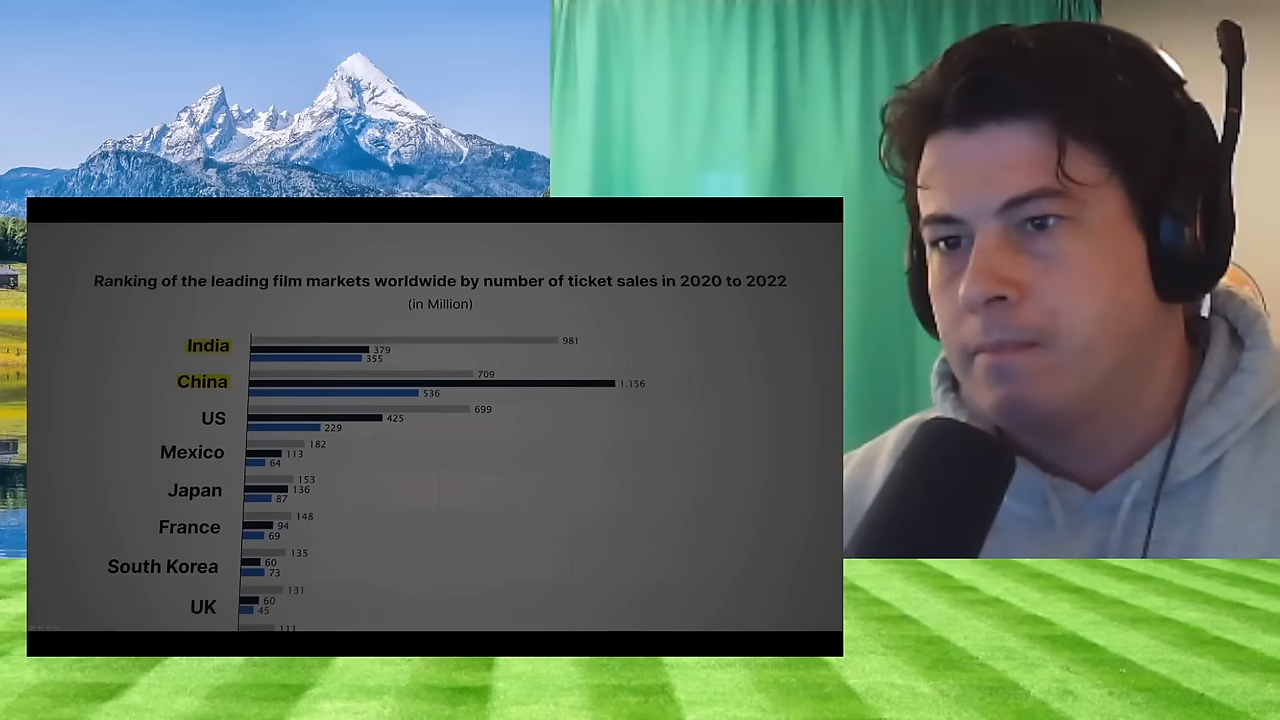 Ranking of the leading film markets worldwide by number of ticket sales in 2020 to 2022
(in Million)
India
981
379
355
China
709
1.156
536
US
699
425
229
Mexico
182
113
64
Japan
153
136
87
France
148
94
69
South Korea
135
60
73
UK
131
60
45
111